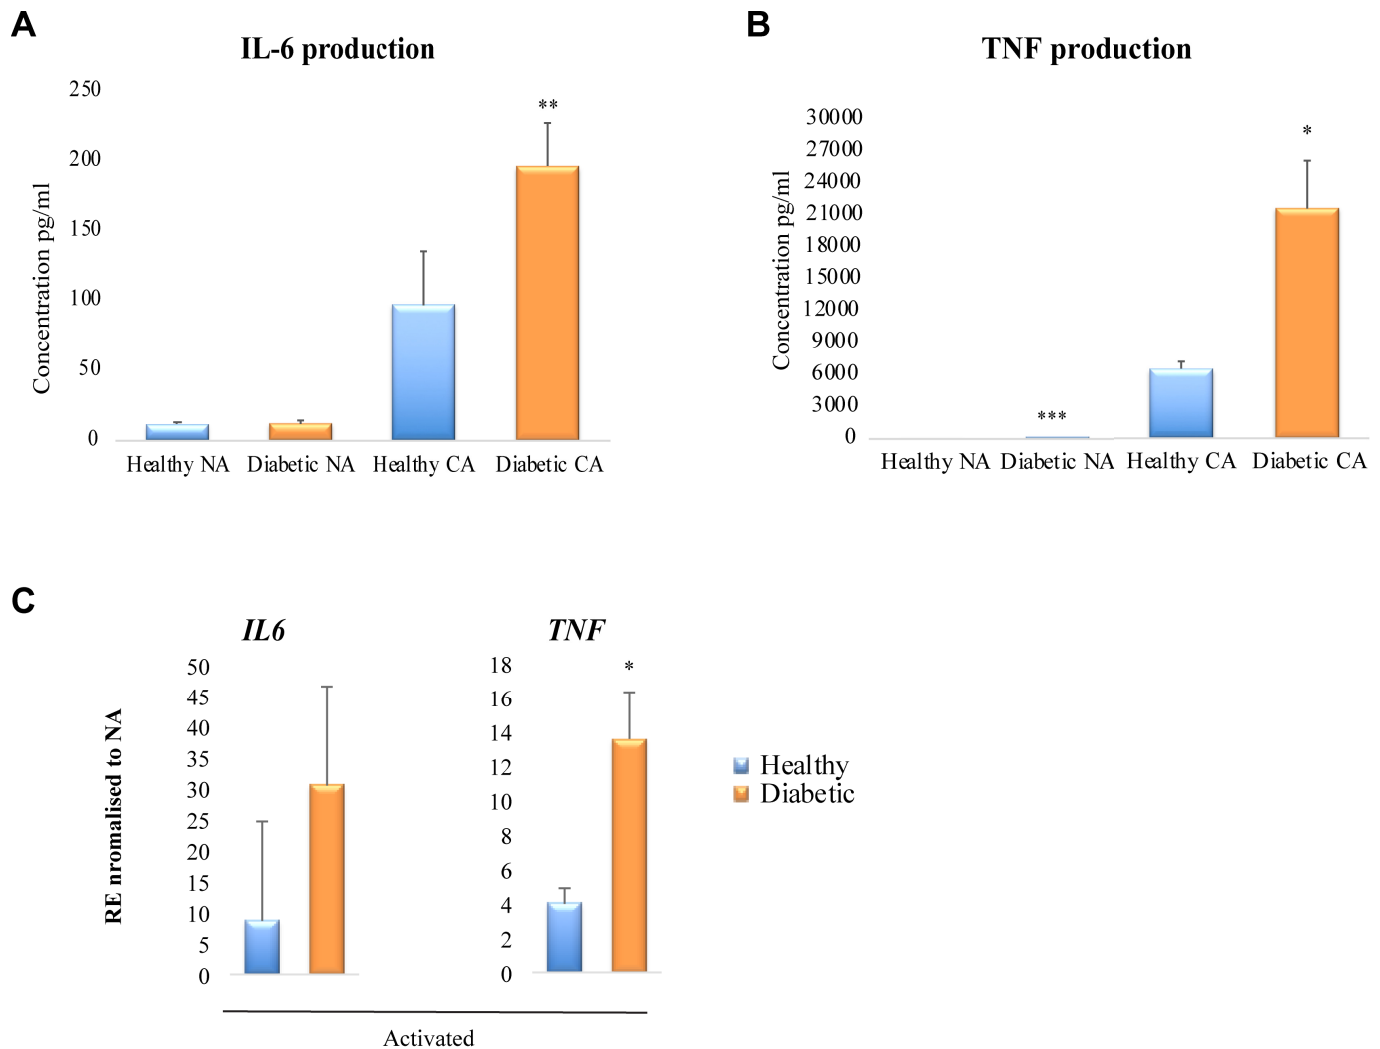 A
IL-6 production
Concentration pg/ml
250
200
150
100
50
0
**
Healthy NA Diabetic NA Healthy CA Diabetic CA
B
TNF production
Concentration pg/ml
30000
27000
24000
21000
18000
15000
12000
9000
6000
3000
0
***
*
Healthy NA Diabetic NA Healthy CA Diabetic CA
C
RE nromalised to NA
IL6
50
45
40
35
30
25
20
15
10
5
0
TNF
18
16
14
12
10
8
6
4
2
0
*
Activated
Healthy
Diabetic